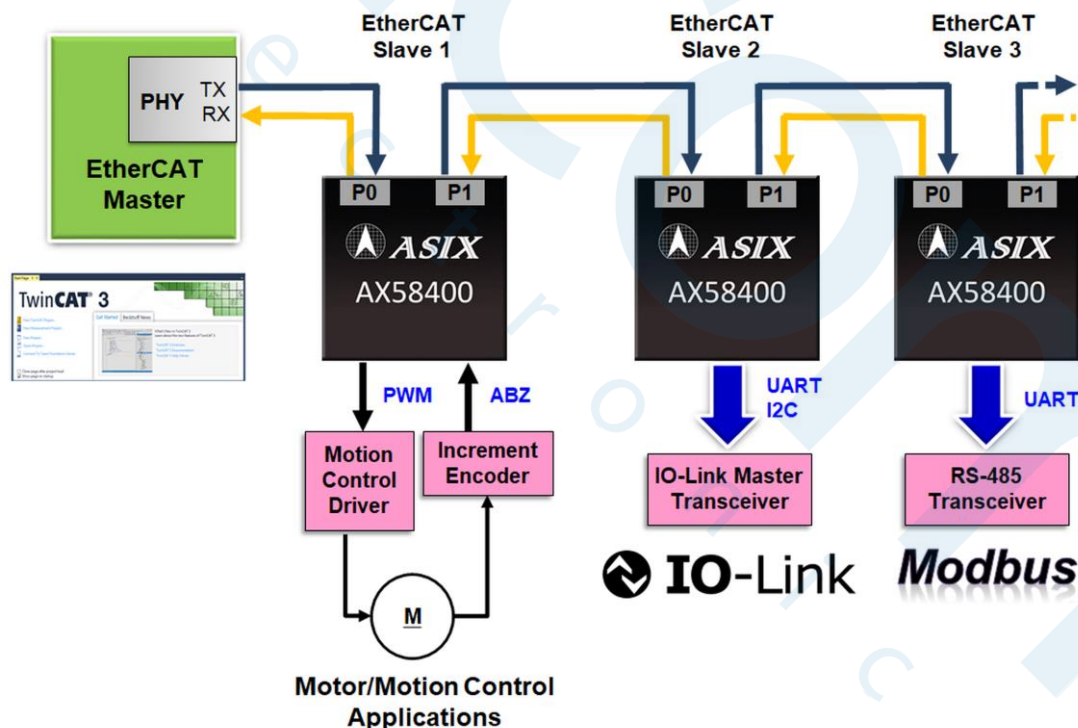 EtherCAT
Slave 1
EtherCAT
Slave 2
EtherCAT
Slave 3
PHY
TX
RX
EtherCAT
Master
P0
P1
P0
P1
P0
P1
ASIX
AX58400
ASIX
AX58400
ASIX
AX58400
TwinCAT® 3
PWM
ABZ
UART
I2C
UART
Motion
Control
Driver
Increment
Encoder
IO-Link Master
Transceiver
RS-485
Transceiver
IO-Link
Modbus
M
Motor/Motion Control
Applications